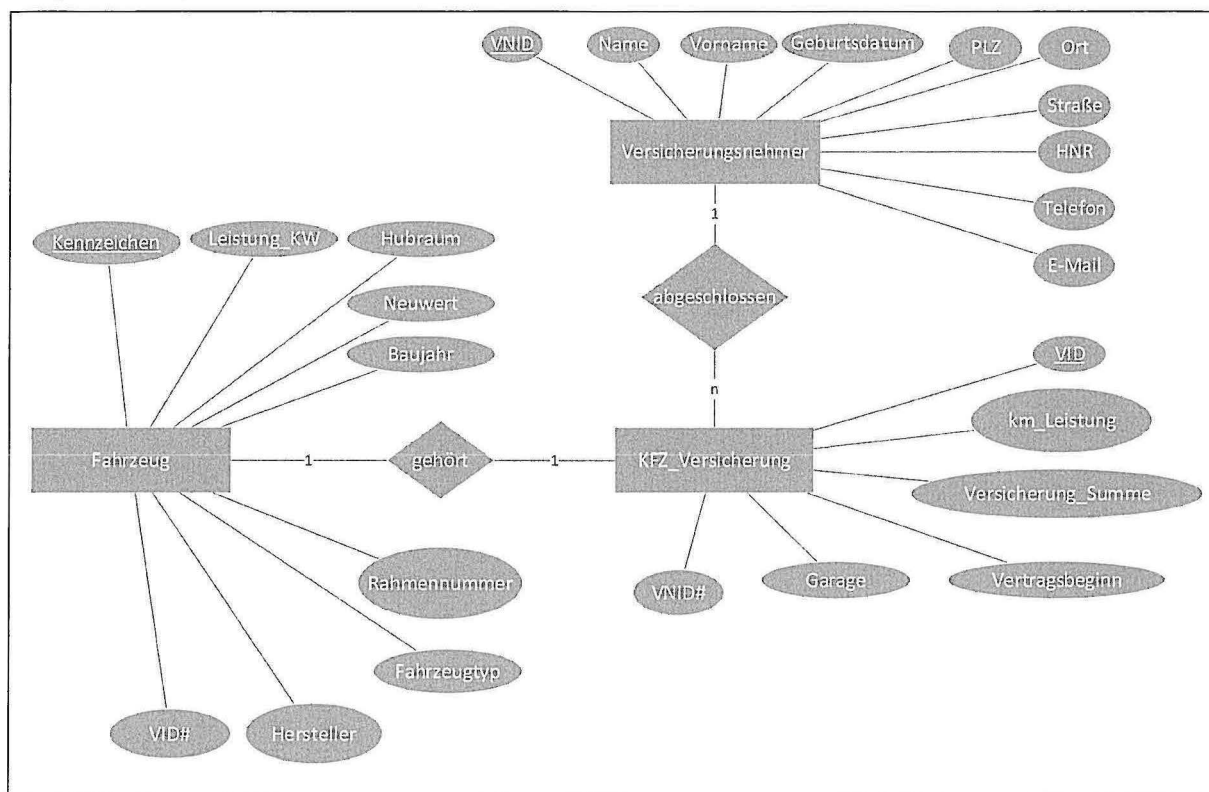 VNID
Name
Vorname
Geburtsdatum
PLZ
Ort
Straße
HNR
Telefon
E-Mail
Versicherungsnehmer
1
abgeschlossen
n
Kennzeichen
Leistung_KW
Hubraum
Neuwert
Baujahr
Fahrzeug
1
gehört
1
KFZ_Versicherung
VID
km_Leistung
Versicherung_Summe
Vertragsbeginn
Garage
VNID#
Rahmennummer
Fahrzeugtyp
Hersteller
VID#